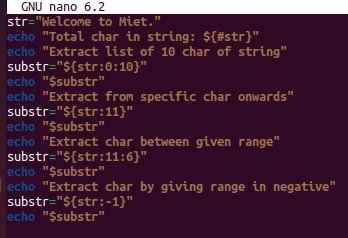 GNU nano 6.2
str="Welcome to Miet."
echo "Total char in string: ${#str}"
echo "Extract list of 10 char of string"
substr="${str:0:10}"
echo "$substr"
echo "Extract from specific char onwards"
substr="${str:11}"
echo "$substr"
echo "Extract char between given range"
substr="${str:11:6}"
echo "$substr"
echo "Extract char by giving range in negative"
substr="${str:-1}"
echo "$substr"